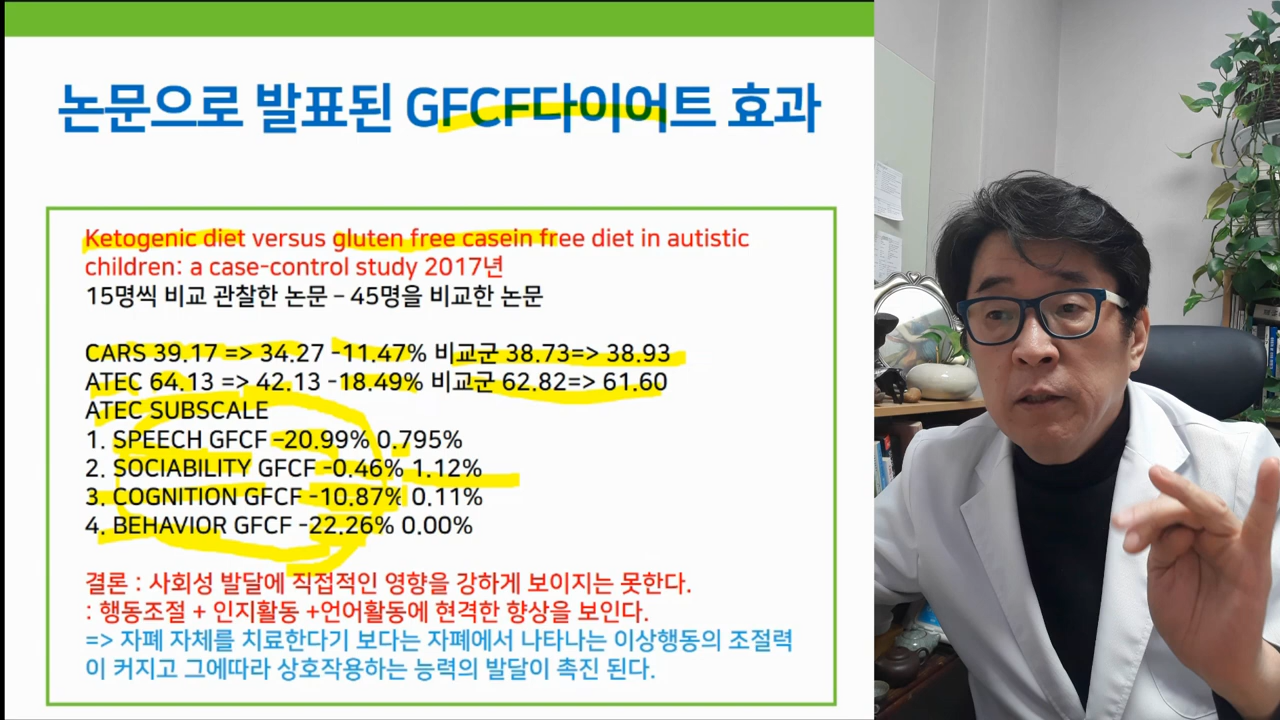 논문으로 발표된 GFCF다이어트 효과
Ketogenic diet versus gluten free casein free diet in autistic
children: a case-control study 2017년
15명씩 비교 관찰한 논문 – 45명을 비교한 논문
CARS 39.17 => 34.27 -11.47% 비교군 38.73=> 38.93
ATEC 64.13 => 42.13 -18.49% 비교군 62.82=> 61.60
ATEC SUBSCALE
1. SPEECH GFCF –20.99% 0.795%
2. SOCIABILITY GFCF -0.46% 1.12%
3. COGNITION GFCF -10.87% 0.11%
4. BEHAVIOR GFCF -22.26% 0.00%
결론 : 사회성 발달에 직접적인 영향을 강하게 보이지는 못한다.
: 행동조절 + 인지활동 +언어활동에 현격한 향상을 보인다.
=> 자폐 자체를 치료한다기 보다는 자폐에서 나타나는 이상행동의 조절력
이 커지고 그에따라 상호작용하는 능력의 발달이 촉진 된다.